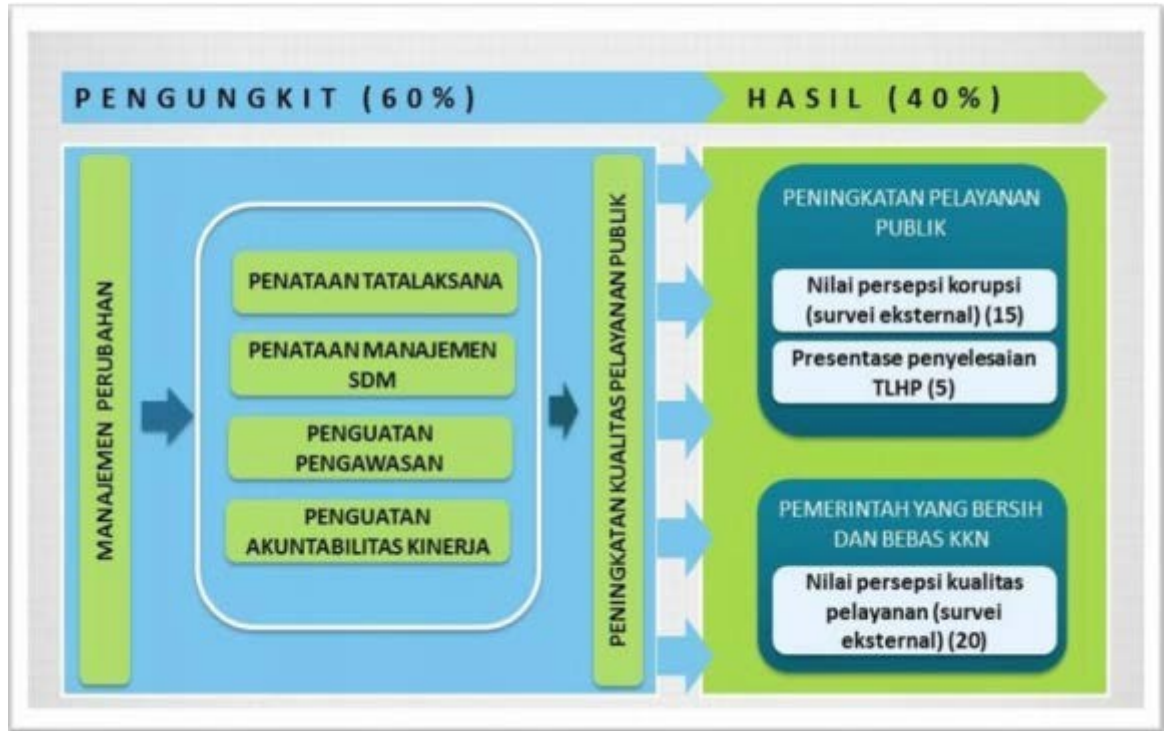 PENGUNGKIT (60%)
HASIL (40%)
MANAJEMEN PERUBAHAN
PENATAAN TATALAKSANA
PENATAAN MANAJEMEN
SDM
PENGUATAN
PENGAWASAN
PENGUATAN
AKUNTABILITAS KINERJA
PENINGKATAN KUALITAS PELAYANAN PUBLIK
PENINGKATAN PELAYANAN
PUBLIK
Nilai persepsi korupsi
(survei eksternal) (15)
Presentase penyelesaian
TLHP (5)
PEMERINTAH YANG BERSIH
DAN BEBAS KKN
Nilai persepsi kualitas
pelayanan (survei
eksternal) (20)